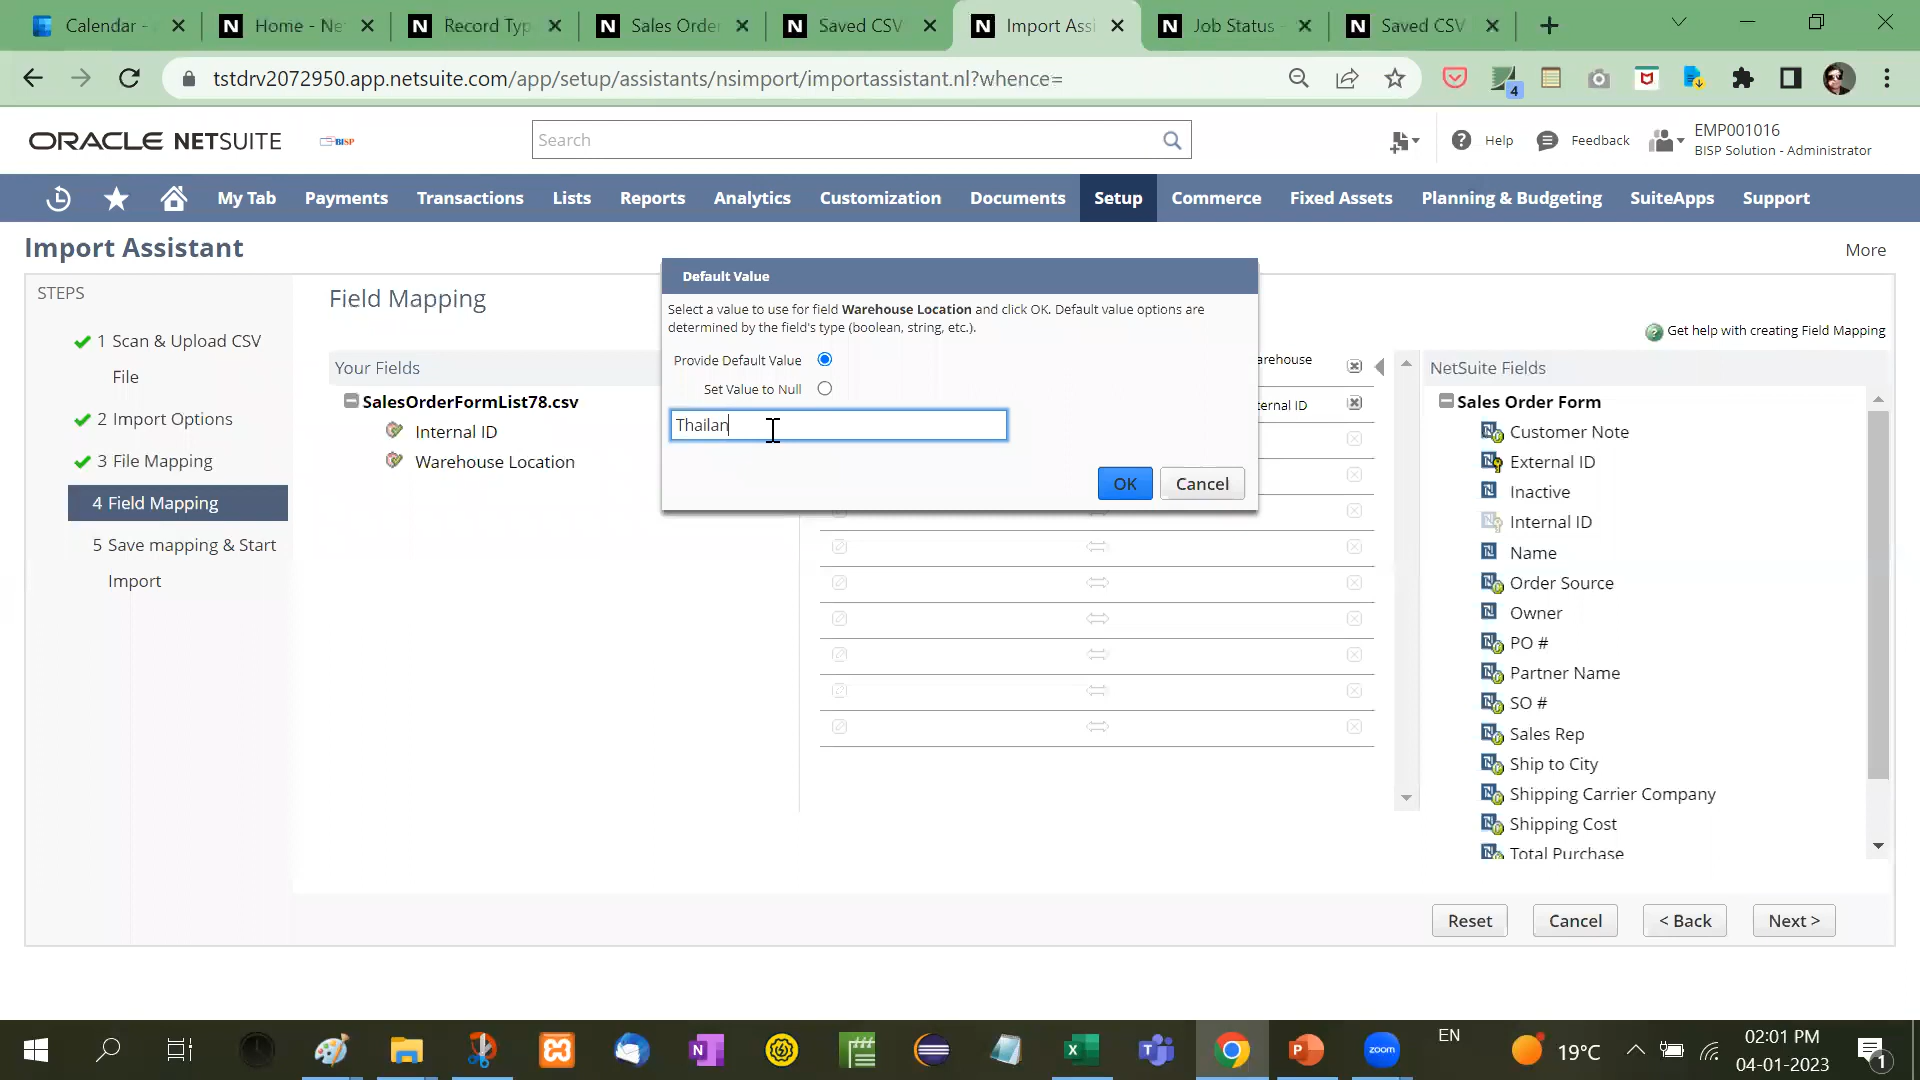 Calendar -
Home - Ne
Record Typ
Sales Order
Saved CSV
Import Assi
Job Status -
Saved CSV
tstdrv2072950.app.netsuite.com/app/setup/assistants/nsimport/importassistant.nl?whence=
4
ORACLE NETSUITE
BISP
Search
Help
Feedback
EMP001016
BISP Solution - Administrator
My Tab
Payments
Transactions
Lists
Reports
Analytics
Customization
Documents
Setup
Commerce
Fixed Assets
Planning & Budgeting
SuiteApps
Support
Import Assistant
More
STEPS
1 Scan & Upload CSV
File
2 Import Options
3 File Mapping
4 Field Mapping
5 Save mapping & Start
Import
Field Mapping
Get help with creating Field Mapping
Your Fields
SalesOrderFormList78.csv
Internal ID
Warehouse Location
Default Value
Select a value to use for field Warehouse Location and click OK. Default value options are
determined by the field's type (boolean, string, etc.).
Provide Default Value
Set Value to Null
Thailan
OK
Cancel
arehouse
ternal ID
NetSuite Fields
Sales Order Form
Customer Note
External ID
Inactive
Internal ID
Name
Order Source
Owner
PO #
Partner Name
SO #
Sales Rep
Ship to City
Shipping Carrier Company
Shipping Cost
Total Purchase
Reset
Cancel
< Back
Next >
zoom
EN
19°C
02:01 PM
04-01-2023
1